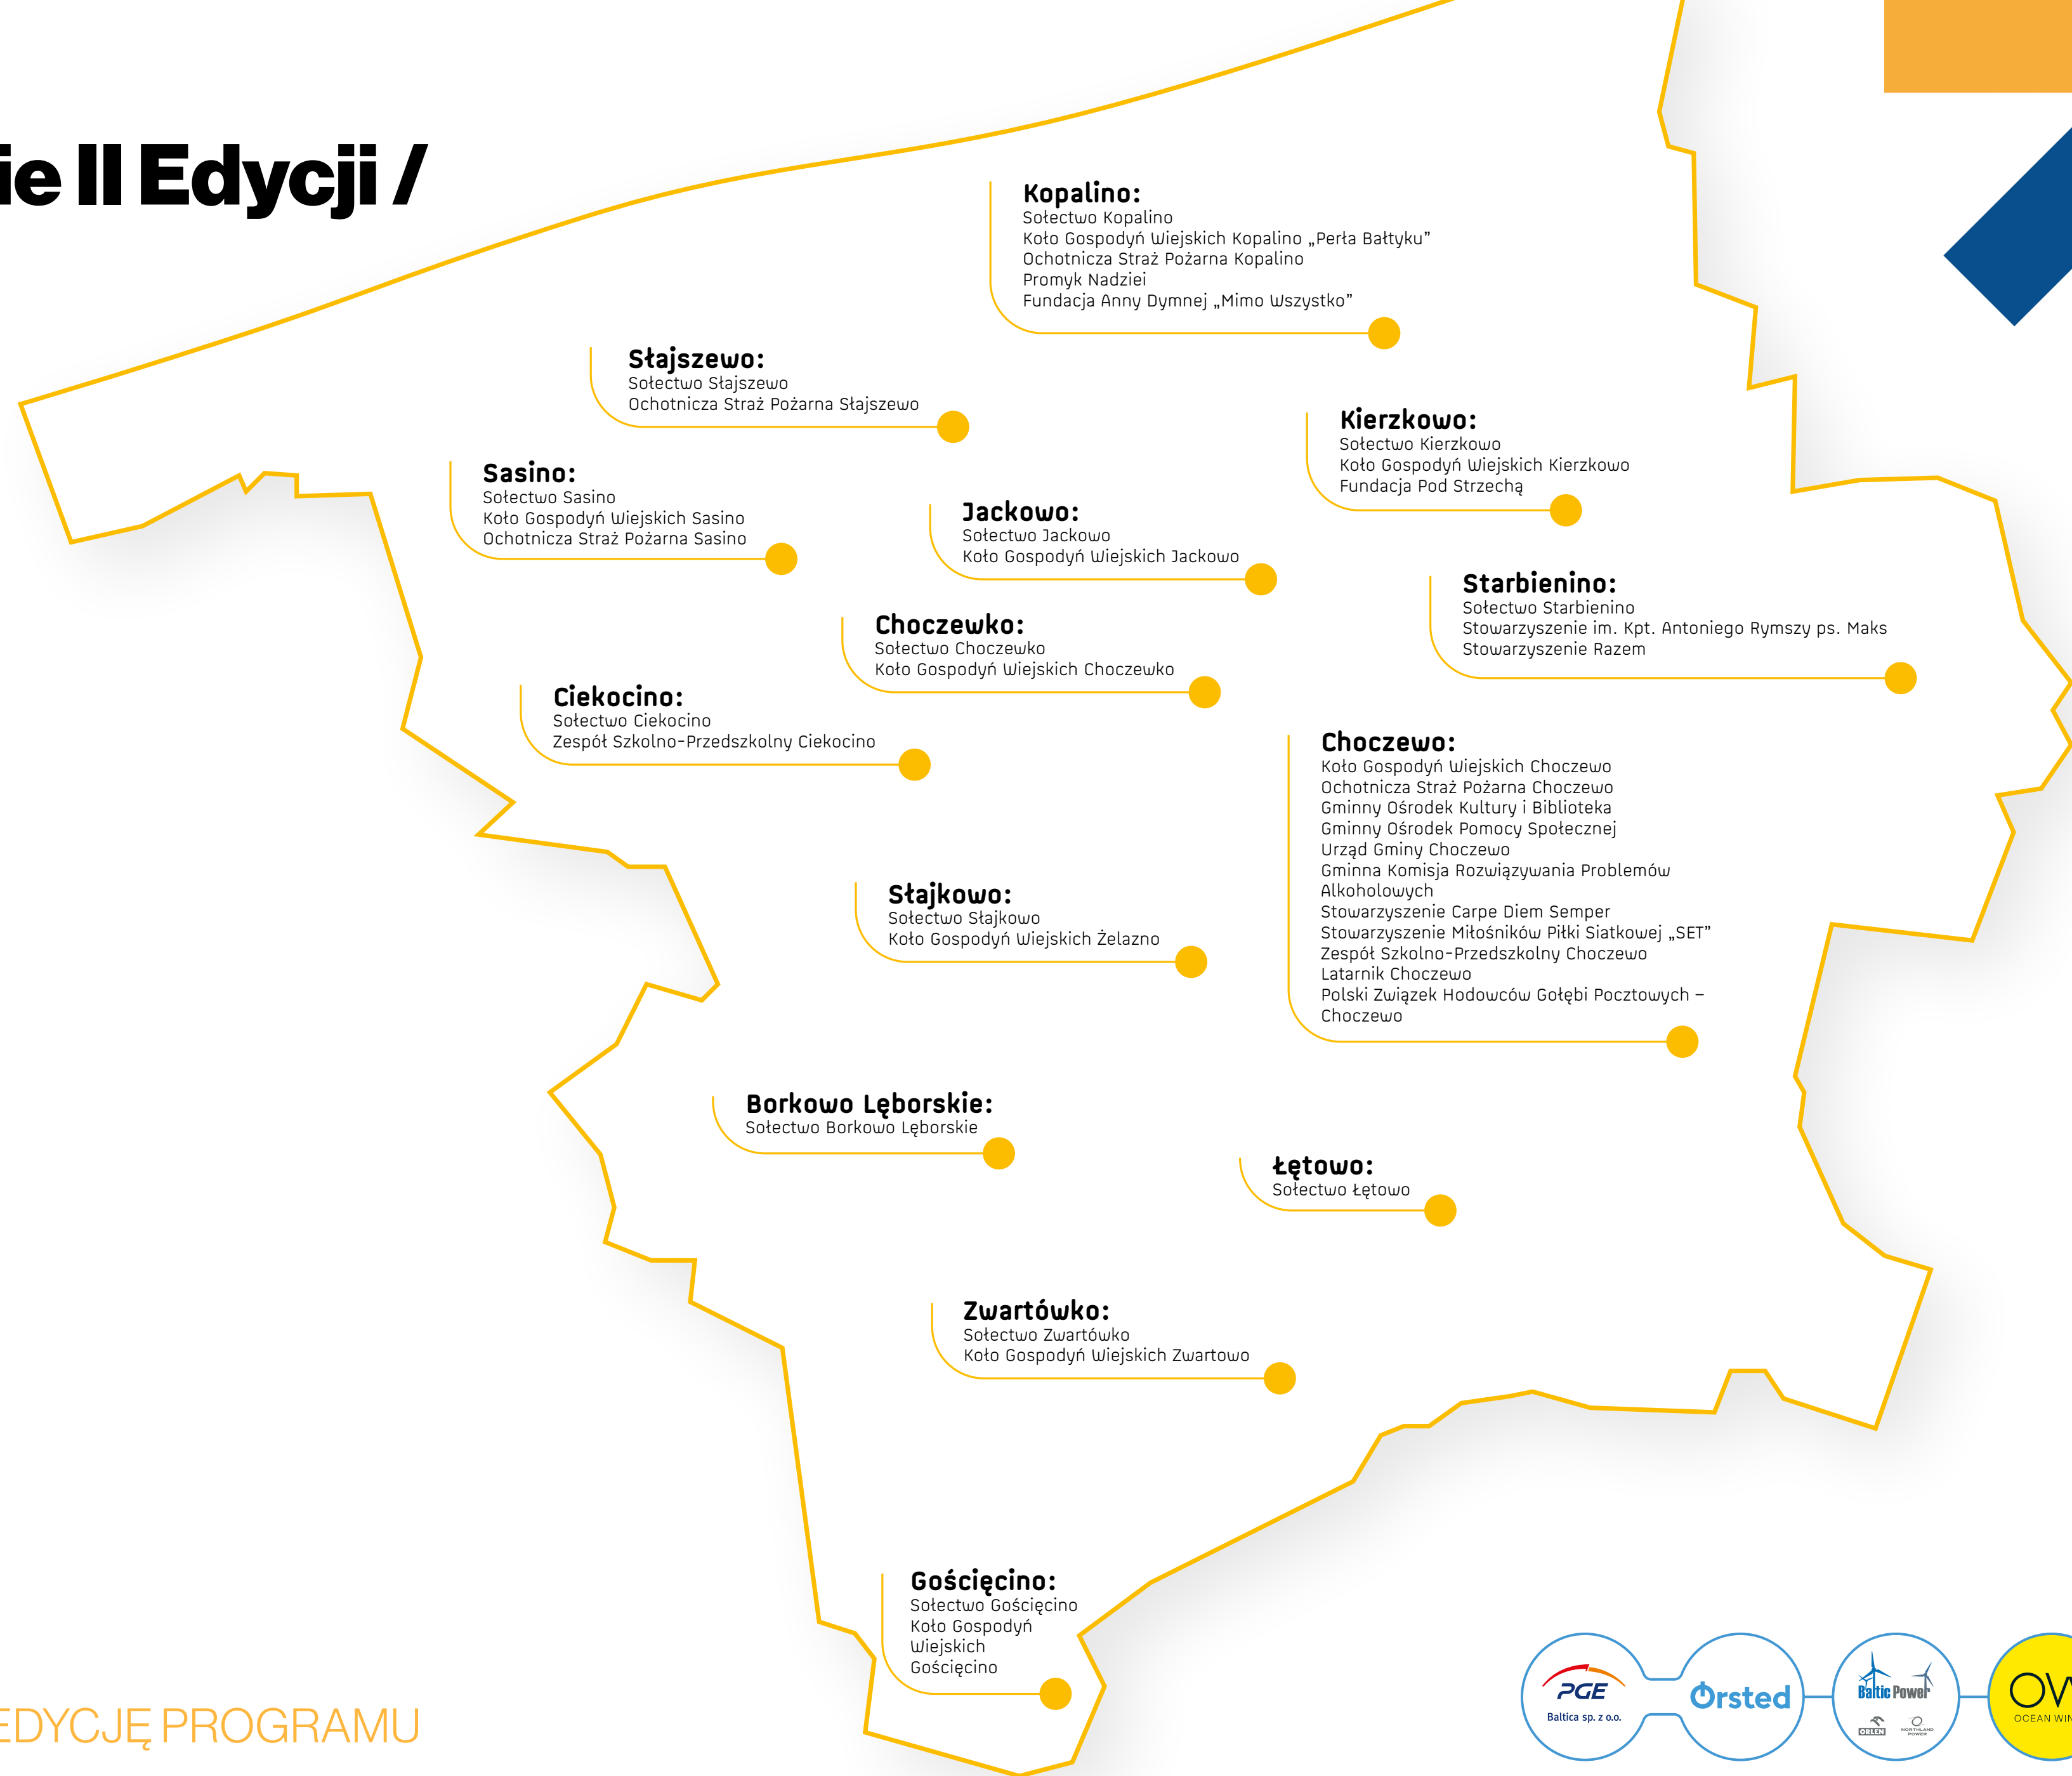 ie II Edycji /
Kopalino:
Sołectwo Kopalino
Koło Gospodyń Wiejskich Kopalino „Perła Bałtyku”
Ochotnicza Straż Pożarna Kopalino
Promyk Nadziei
Fundacja Anny Dymnej „Mimo Wszystko”
Słajszewo:
Sołectwo Słajszewo
Ochotnicza Straż Pożarna Słajszewo
Kierzkowo:
Sołectwo Kierzkowo
Koło Gospodyń Wiejskich Kierzkowo
Fundacja Pod Strzechą
Sasino:
Sołectwo Sasino
Koło Gospodyń Wiejskich Sasino
Ochotnicza Straż Pożarna Sasino
Jackowo:
Sołectwo Jackowo
Koło Gospodyń Wiejskich Jackowo
Starbienino:
Sołectwo Starbienino
Stowarzyszenie im. Kpt. Antoniego Rymszy ps. Maks
Stowarzyszenie Razem
Choczewko:
Sołectwo Choczewko
Koło Gospodyń Wiejskich Choczewko
Ciekocino:
Sołectwo Ciekocino
Zespół Szkolno-Przedszkolny Ciekocino
Choczewo:
Koło Gospodyń Wiejskich Choczewo
Ochotnicza Straż Pożarna Choczewo
Gminny Ośrodek Kultury i Biblioteka
Gminny Ośrodek Pomocy Społecznej
Urząd Gminy Choczewo
Gminna Komisja Rozwiązywania Problemów
Alkoholowych
Stowarzyszenie Carpe Diem Semper
Stowarzyszenie Miłośników Piłki Siatkowej „SET”
Zespół Szkolno-Przedszkolny Choczewo
Latarnik Choczewo
Polski Związek Hodowców Gołębi Pocztowych –
Choczewo
Słajkowo:
Sołectwo Słajkowo
Koło Gospodyń Wiejskich Żelazno
Borkowo Lęborskie:
Sołectwo Borkowo Lęborskie
Łętowo:
Sołectwo Łętowo
Zwartówko:
Sołectwo Zwartówko
Koło Gospodyń Wiejskich Zwartowo
Gościęcino:
Sołectwo Gościęcino
Koło Gospodyń
Wiejskich
Gościęcino
EDYCJĘ PROGRAMU
PGE
Baltica sp. z o.o.
Ørsted
Baltic Power
ORLEN
NORTHLAND
POWER
OW
OCEAN WIN